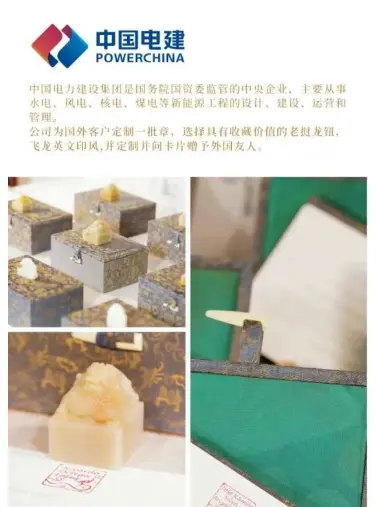 中国电建
POWERCHINA
中国电力建设集团是国务院国资委监管的中央企业，主要从事
水电、风电、核电、煤电等新能源工程的设计、建设、运营和
管理。
公司为国外客户定制一批章，选择具有收藏价值的老挝龙钮，
飞龙英文印风,并定制并问卡片赠予外国友人。